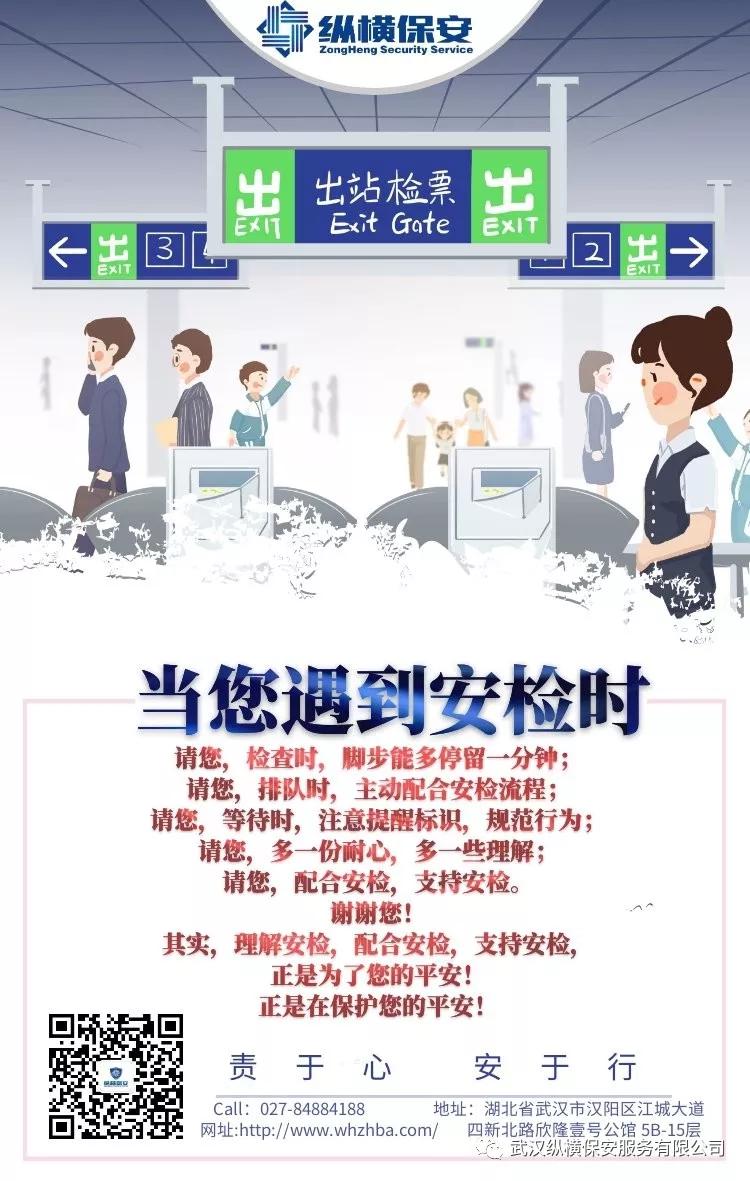 纵横保安
ZongHeng Security Service
出 EXIT
出站检票
Exit Gate
出 EXIT
← 出 EXIT 3 4
2 出 EXIT →
当您遇到安检时
请您，检查时，脚步能多停留一分钟；
请您，排队时，主动配合安检流程；
请您，等待时，注意提醒标识，规范行为；
请您，多一份耐心，多一些理解；
请您，配合安检，支持安检。
谢谢您！
其实，理解安检，配合安检，支持安检，
正是为了您的平安！
正是在保护您的平安！
纵横保安
责于心 安于行
Call：027-84884188
网址:http://www.whzhba.com/
地址：湖北省武汉市汉阳区江城大道
四新北路欣隆壹号公馆 5B-15层
武汉纵横保安服务有限公司